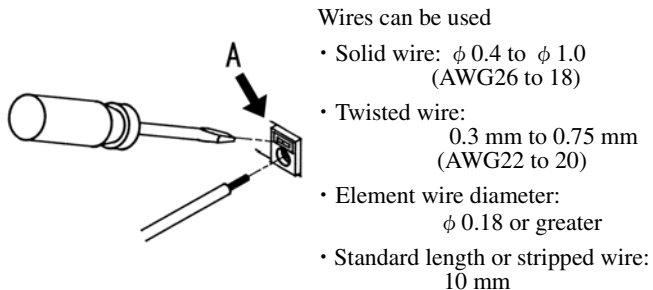 Wires can be used
・Solid wire: φ 0.4 to φ 1.0
(AWG26 to 18)
A
・Twisted wire:
0.3 mm to 0.75 mm
(AWG22 to 20)
・Element wire diameter:
φ 0.18 or greater
・Standard length or stripped wire:
10 mm